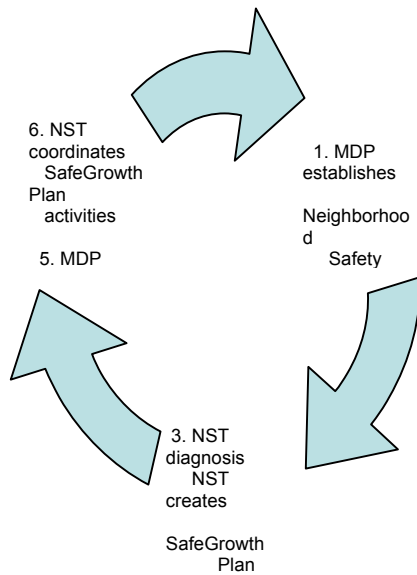 6. NST
coordinates
SafeGrowth
Plan
activities
5. MDP
1. MDP
establishes
Neighborhoo
d
Safety
3. NST
diagnosis
NST
creates
SafeGrowth
Plan